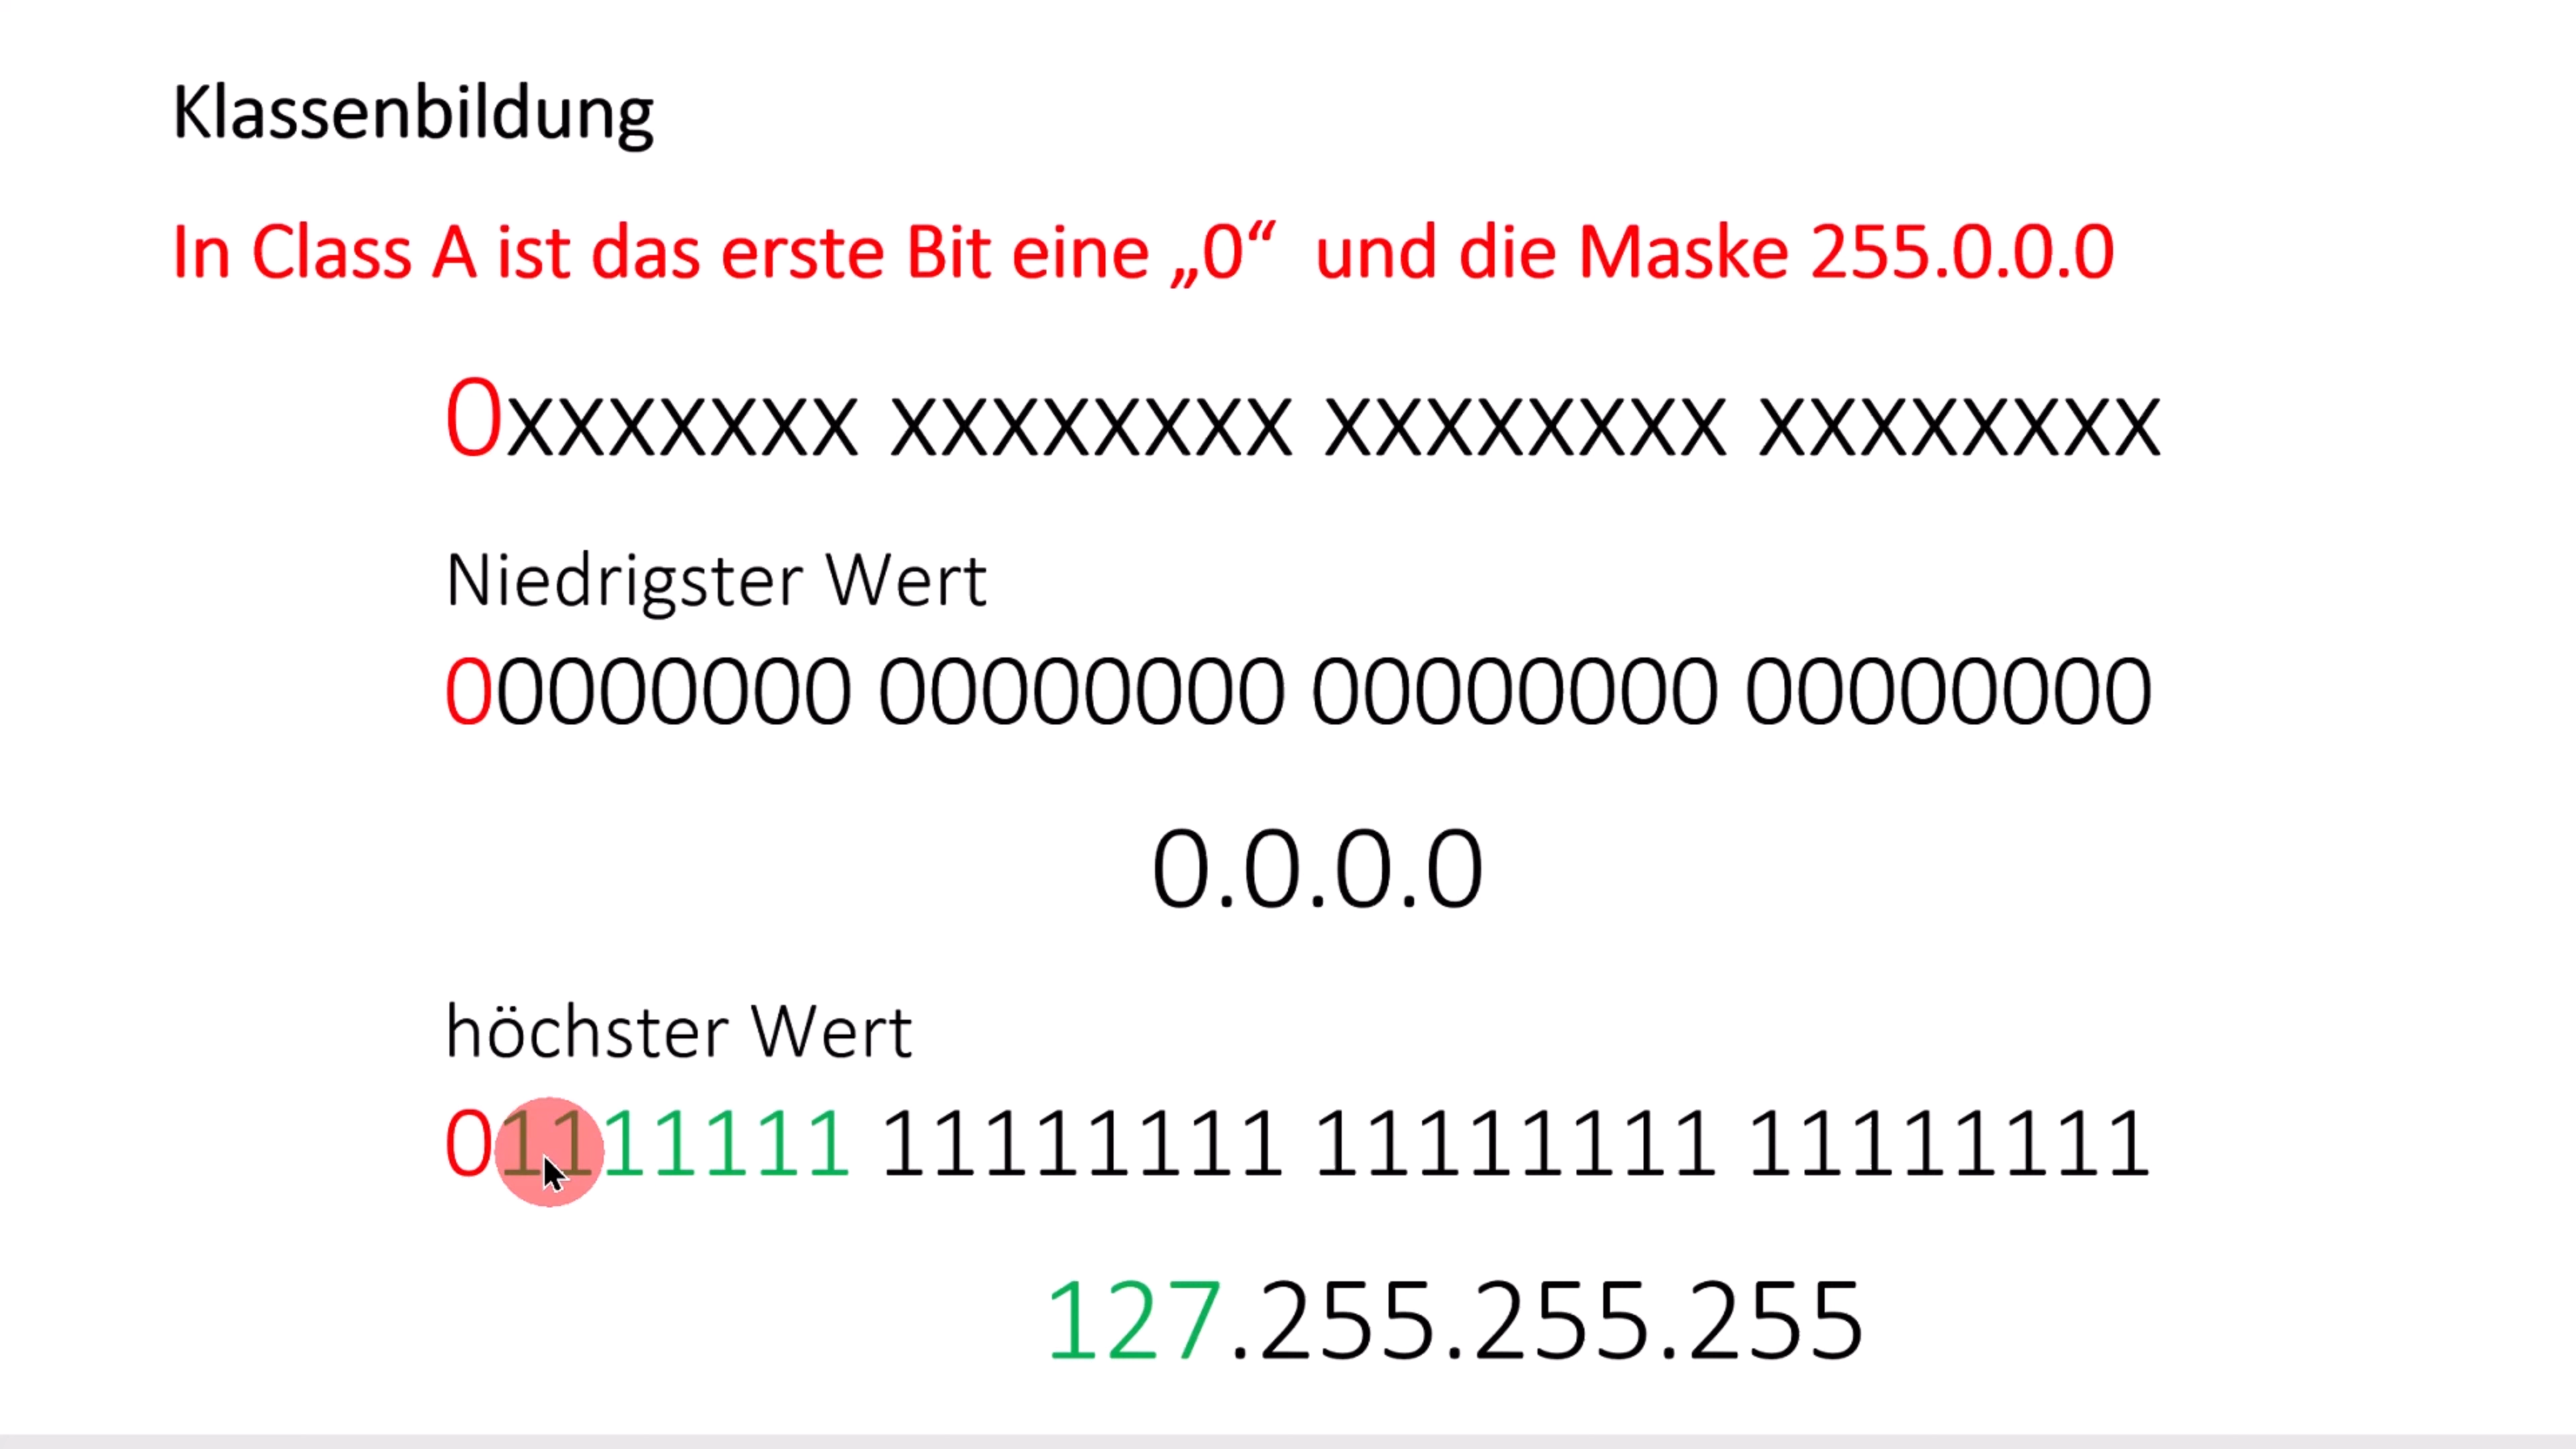 Klassenbildung
In Class A ist das erste Bit eine „0“ und die Maske 255.0.0.0
0xxxxxxx xxxxxxxx xxxxxxxx xxxxxxxx
Niedrigster Wert
00000000 00000000 00000000 00000000
0.0.0.0
höchster Wert
01111111 11111111 11111111 11111111
127.255.255.255